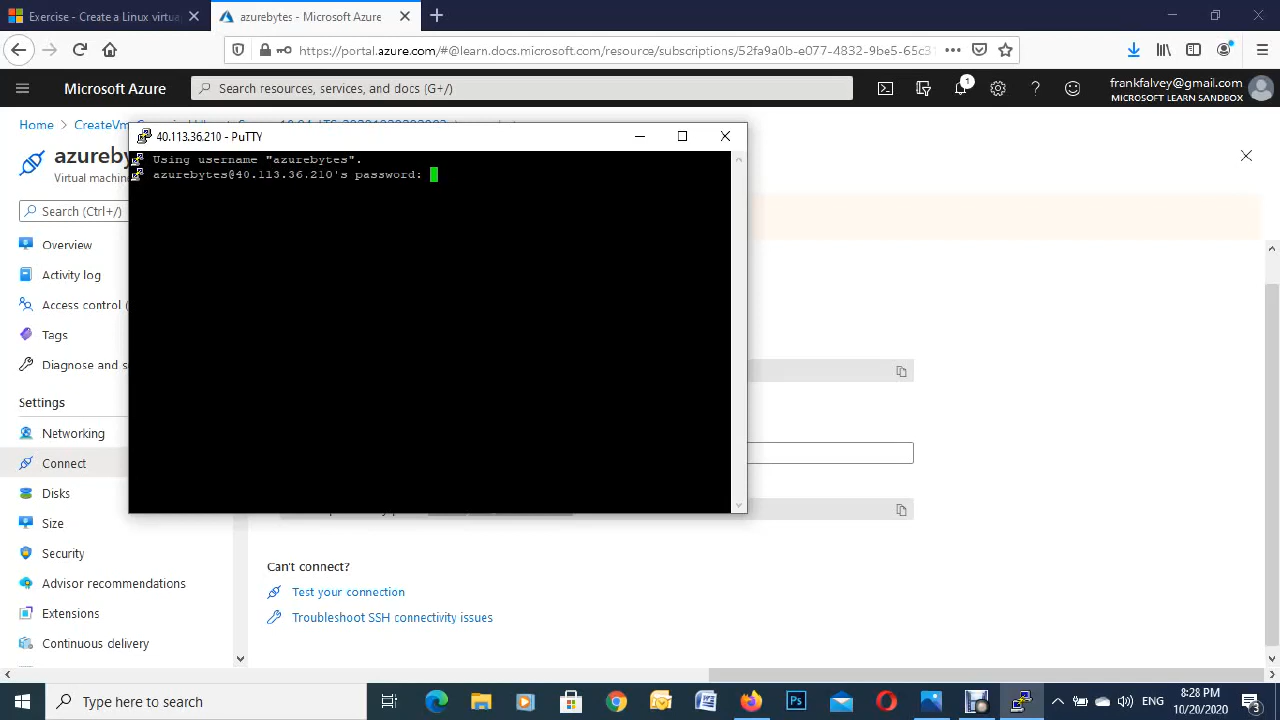 Exercise - Create a Linux virtua
azurebytes - Microsoft Azure
https://portal.azure.com/#@learn.docs.microsoft.com/resource/subscriptions/52fa9a0b-e077-4832-9be5-65c3
Microsoft Azure
Search resources, services, and docs (G+/)
1
frankfalvey@gmail.com
MICROSOFT LEARN SANDBOX
Home
azureby
Virtual machin
40.113.36.210 - PuTTY
Using username "azurebytes".
azurebytes@40.113.36.210's password:
Search (Ctrl+/)
Overview
Activity log
Access control (
Tags
Diagnose and s
Settings
Networking
Connect
Disks
Size
Security
Advisor recommendations
Extensions
Continuous delivery
Can't connect?
Test your connection
Troubleshoot SSH connectivity issues
Type here to search
ENG
8:28 PM
10/20/2020
3